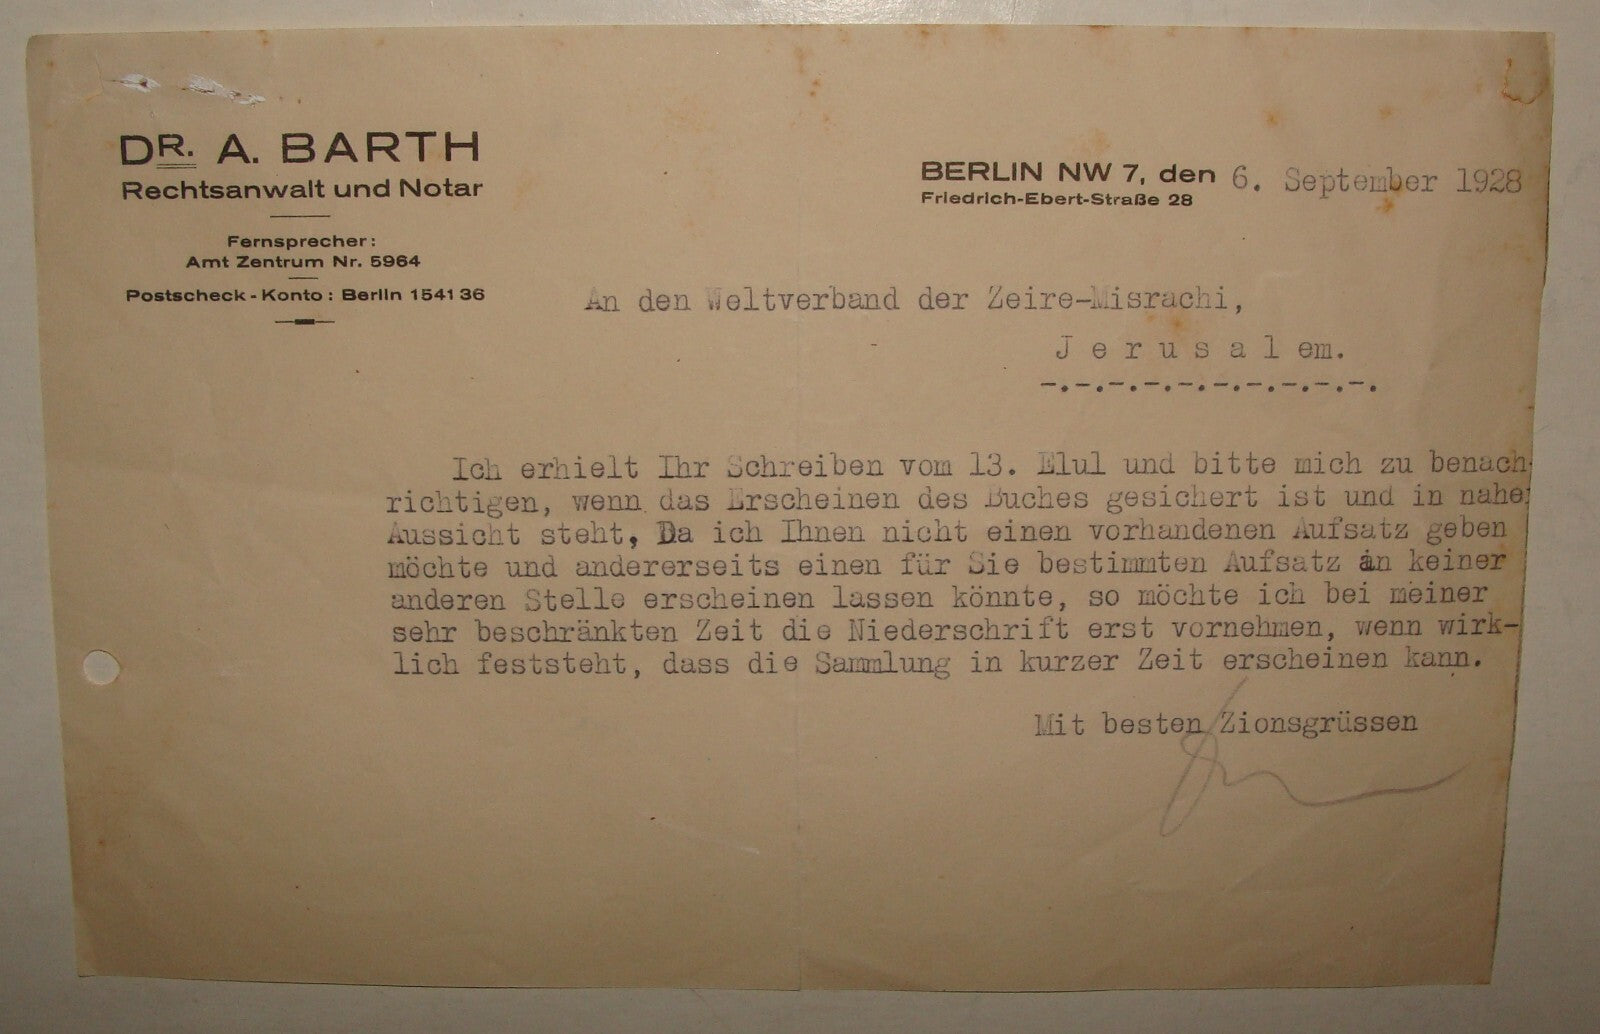 DR. A. BARTH
Rechtsanwalt und Notar
Fernsprecher:
Amt Zentrum Nr. 5964
Postscheck-Konto: Berlin 154136
BERLIN NW 7, den 6. September 1928
Friedrich-Ebert-Straße 28
An den Weltverband der Zeire-Misrachi,
J e r u s a l em.
-.-.-.-.-.-.-.-.-.-.
Ich erhielt Ihr Schreiben vom 13. Elul und bitte mich zu benach-
richtigen, wenn das Erscheinen des Buches gesichert ist und in naher
Aussicht steht, Da ich Ihnen nicht einen vorhandenen Aufsatz geben
möchte und andererseits einen für Sie bestimmten Aufsatz an keiner
anderen Stelle erscheinen lassen könnte, so möchte ich bei meiner
sehr beschränkten Zeit die Niederschrift erst vornehmen, wenn wirk-
lich feststeht, dass die Sammlung in kurzer Zeit erscheinen kann.
Mit besten Zionsgrüssen